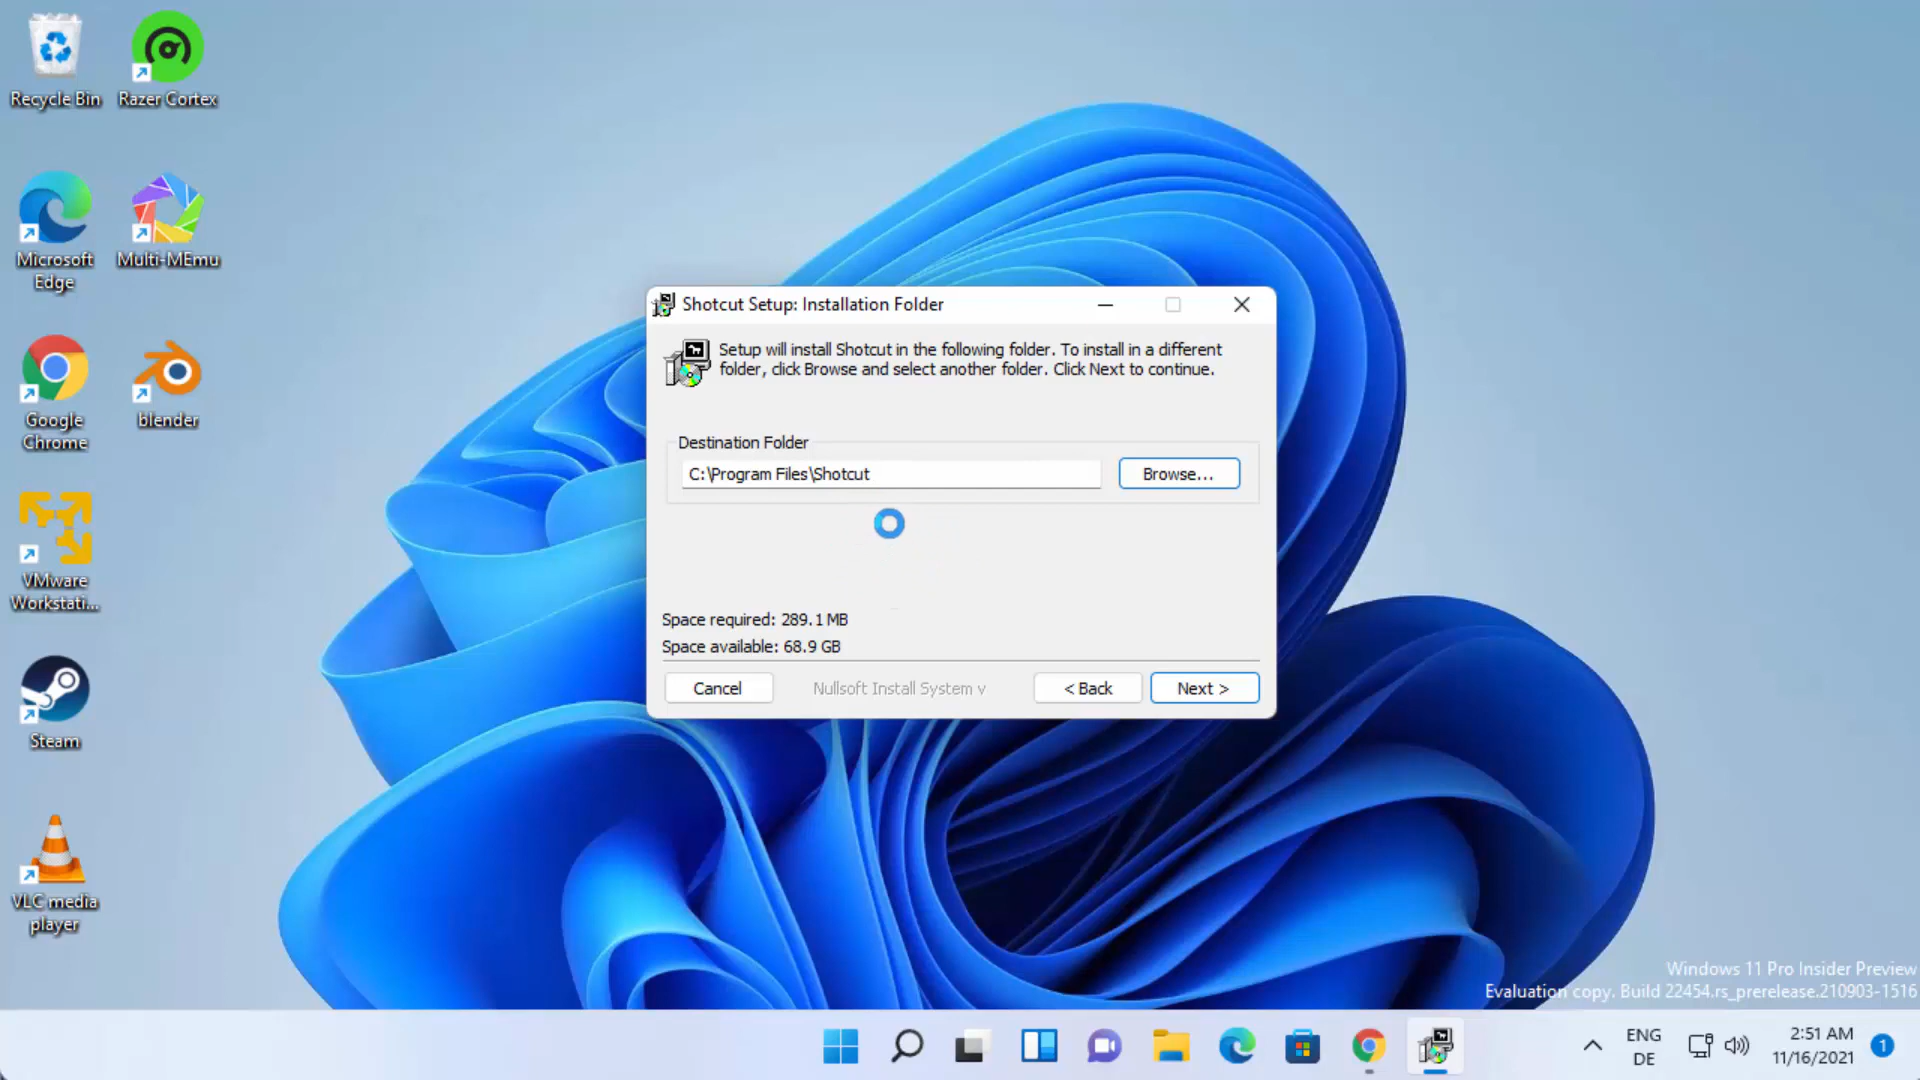 Recycle Bin
Razer Cortex
Microsoft
Edge
Multi-MEmu
Google
Chrome
blender
VMware
Workstati...
Steam
VLC media
player
Shotcut Setup: Installation Folder
Setup will install Shotcut in the following folder. To install in a different
folder, click Browse and select another folder. Click Next to continue.
Destination Folder
C:\Program Files\Shotcut
Browse...
Space required: 289.1 MB
Space available: 68.9 GB
Cancel
Nullsoft Install System v
< Back
Next >
Windows 11 Pro Insider Preview
Evaluation copy. Build 22454.rs_prerelease.210903-1516
ENG
DE
2:51 AM
11/16/2021
1